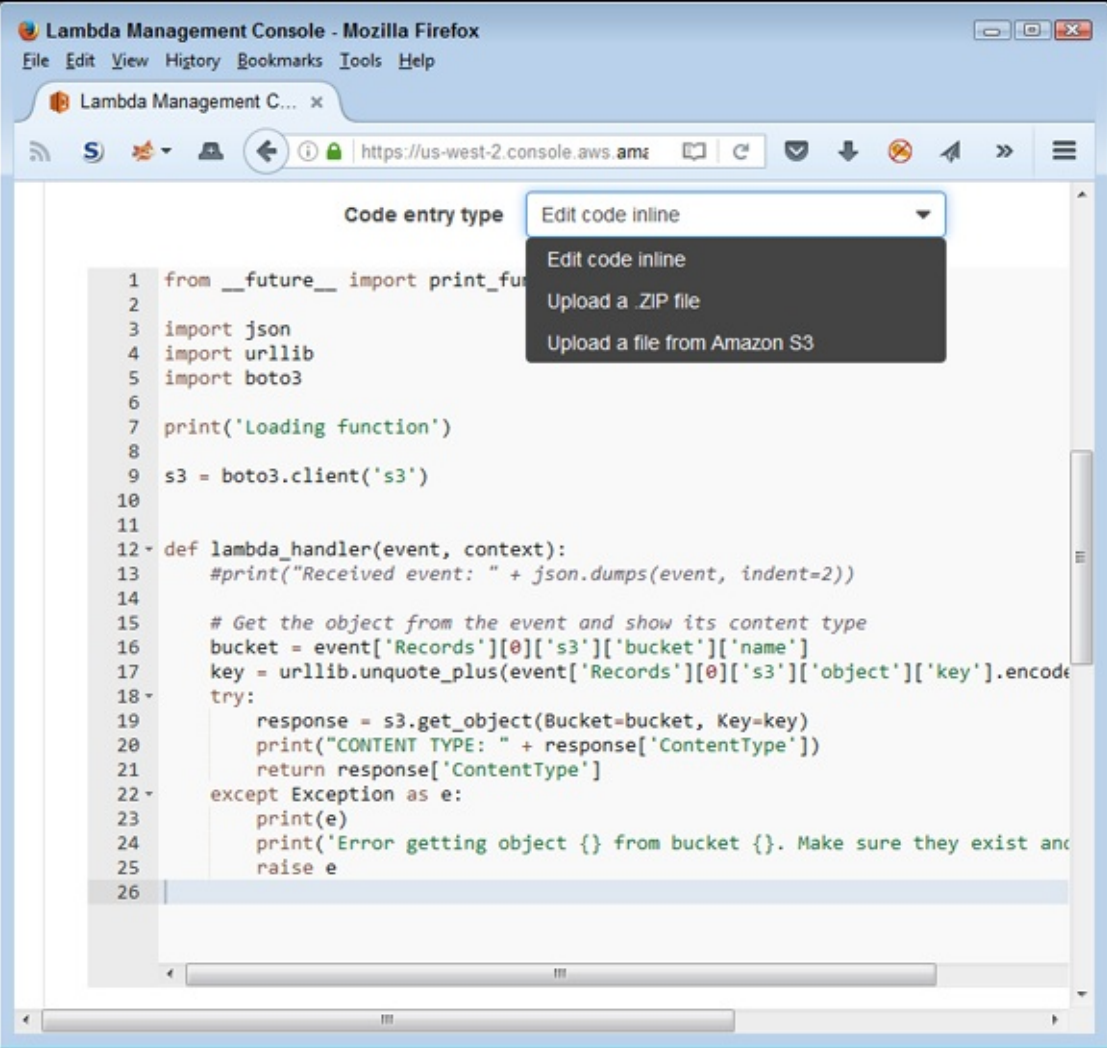 Lambda Management Console - Mozilla Firefox
File Edit View History Bookmarks Tools Help
Lambda Management C... ×
https://us-west-2.console.aws.ama
Code entry type Edit code inline
Edit code inline
Upload a .ZIP file
Upload a file from Amazon S3
1 from __future__ import print_fun
2
3 import json
4 import urllib
5 import boto3
6
7 print('Loading function')
8
9 s3 = boto3.client('s3')
10
11
12 def lambda_handler(event, context):
13     #print("Received event: " + json.dumps(event, indent=2))
14
15     # Get the object from the event and show its content type
16     bucket = event['Records'][0]['s3']['bucket']['name']
17     key = urllib.unquote_plus(event['Records'][0]['s3']['object']['key'].encode
18     try:
19         response = s3.get_object(Bucket=bucket, Key=key)
20         print("CONTENT TYPE: " + response['ContentType'])
21         return response['ContentType']
22     except Exception as e:
23         print(e)
24         print('Error getting object {} from bucket {}. Make sure they exist and
25         raise e
26